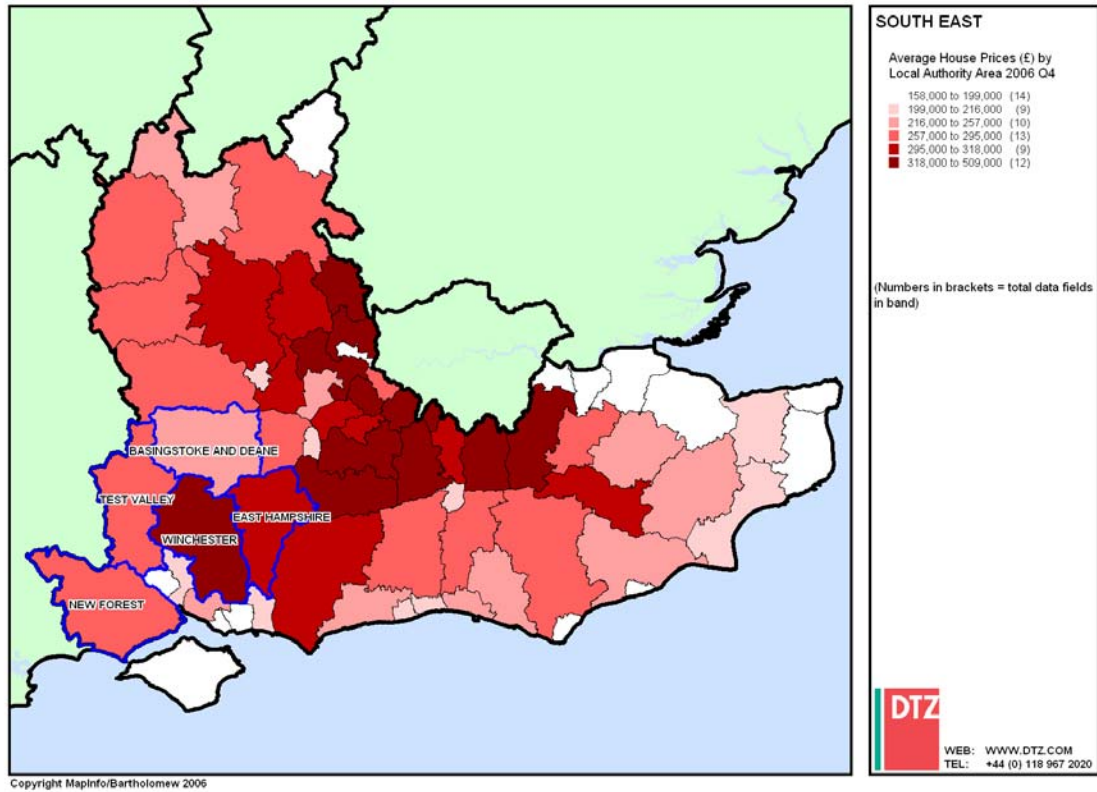 SOUTH EAST
Average House Prices (£) by
Local Authority Area 2006 Q4
158,000 to 199,000 (14)
199,000 to 216,000 (9)
216,000 to 257,000 (10)
257,000 to 295,000 (13)
295,000 to 318,000 (9)
318,000 to 509,000 (12)
(Numbers in brackets = total data fields
in band)
BASINGSTOKE AND DEANE
TEST VALLEY
EAST HAMPSHIRE
WINCHESTER
NEW FOREST
DTZ
WEB: WWW.DTZ.COM
TEL: +44 (0) 118 967 2020
Copyright MapInfo/Bartholomew 2006